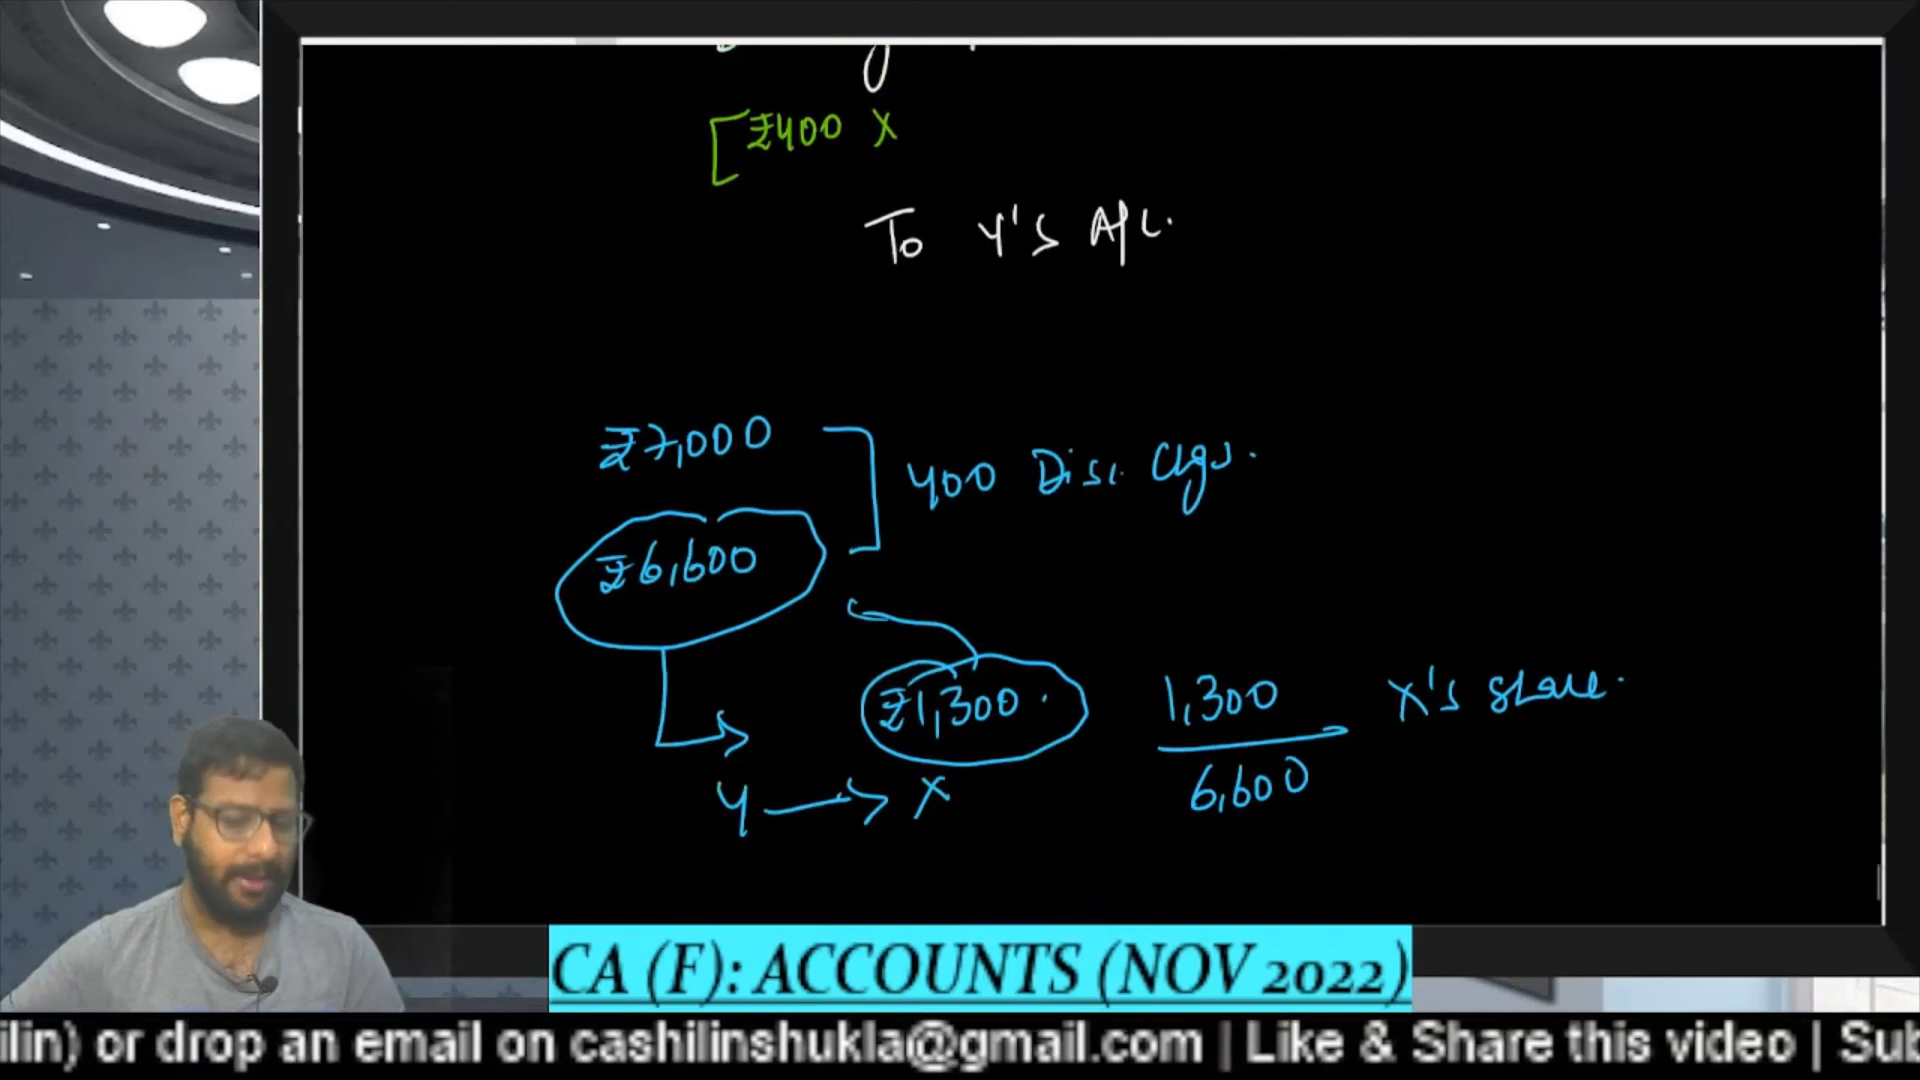 [₹400 X
To Y's A/c.
₹7,000
400 Disc. Chgs.
₹6,600
₹1,300.
1,300
X's share.
6,600
Y → X
CA (F): ACCOUNTS (NOV 2022)
ilin) or drop an email on cashilinshukla@gmail.com | Like & Share this video | Sub